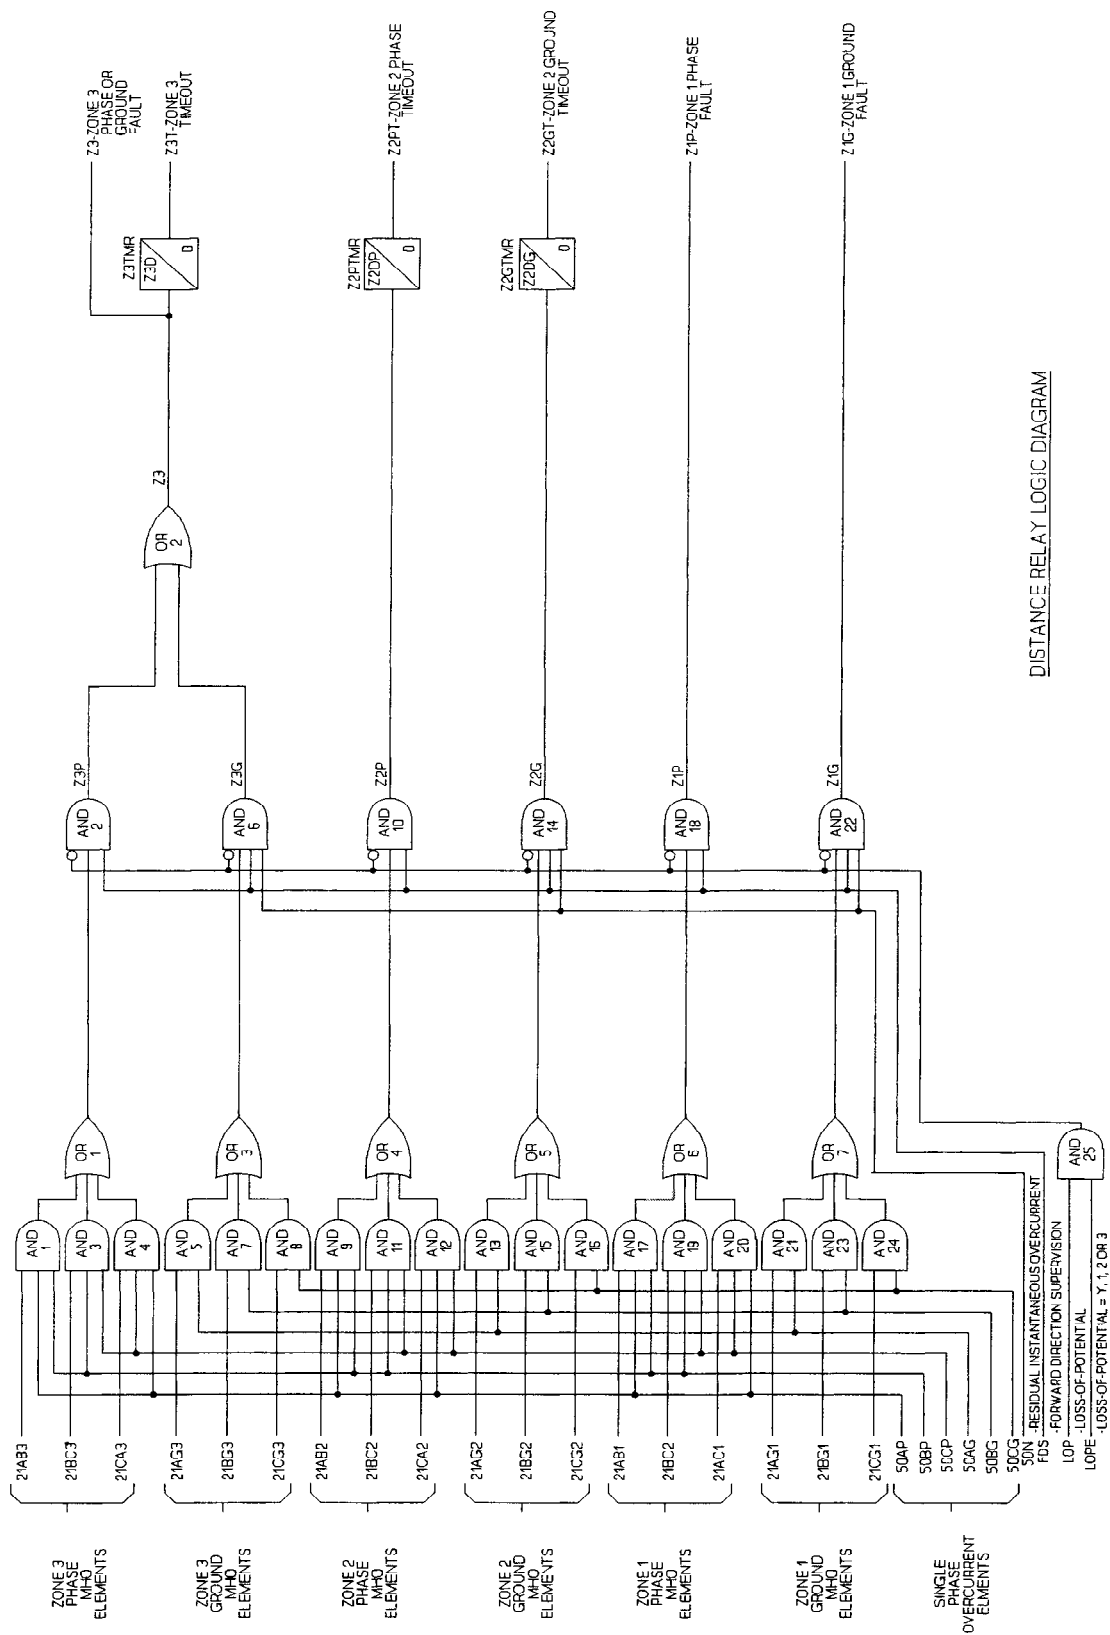 ZONE 3
PHASE
MHO
ELEMENTS
21AB3
21BC3
21CA3
ZONE 3
GROUND
MHO
ELEMENTS
21AG3
21BG3
21CG3
ZONE 2
PHASE
MHO
ELEMENTS
21AB2
21BC2
21CA2
ZONE 2
GROUND
MHO
ELEMENTS
21AG2
21BG2
21CG2
ZONE 1
PHASE
MHO
ELEMENTS
21AB1
21BC2
21AC1
ZONE 1
GROUND
MHO
ELEMENTS
21AG1
21BG1
21CG1
SINGLE
PHASE
OVERCURRENT
ELMENTS
50AP
50BP
50CP
50AG
50BG
50CG
50N -RESIDUAL INSTANTANEOUS OVERCURRENT
FDS -FORWARD DIRECTION SUPERVISION
LOP -LOSS-OF-POTENTIAL
LOPE -LOSS-OF-POTENTIAL = Y, 1, 2 OR 3
AND 1
AND 3
AND 4
AND 5
AND 7
AND 8
AND 9
AND 11
AND 12
AND 13
AND 15
AND 16
AND 17
AND 19
AND 20
AND 21
AND 23
AND 24
AND 25
OR 1
OR 3
OR 4
OR 5
OR 6
OR 7
AND 2
AND 6
AND 10
AND 14
AND 18
AND 22
Z3P
Z3G
Z2P
Z2G
Z1P
Z1G
OR 2
Z3
Z3TMR
Z3D
0
Z2PTMR
Z2DP
0
Z2GTMR
Z2DG
0
Z3-ZONE 3
PHASE OR
GROUND
FAULT
Z3T-ZONE 3
TIMEOUT
Z2PT-ZONE 2 PHASE
TIMEOUT
Z2GT-ZONE 2 GROUND
TIMEOUT
Z1P-ZONE 1 PHASE
FAULT
Z1G-ZONE 1 GROUND
FAULT
DISTANCE RELAY LOGIC DIAGRAM